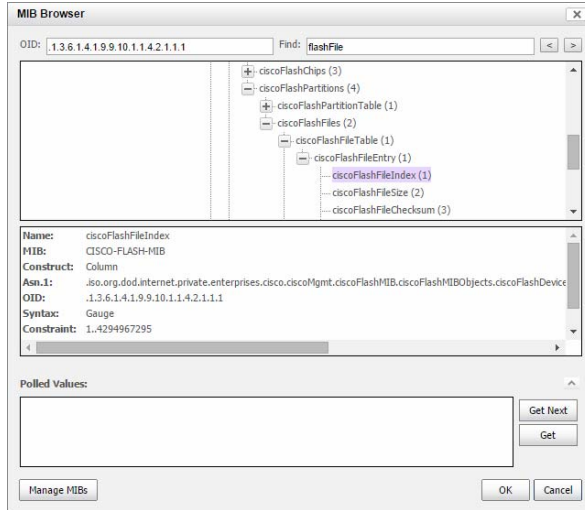 MIB Browser
OID: .1.3.6.1.4.1.9.9.10.1.1.4.2.1.1.1 Find: flashFile < >
ciscoFlashChips (3)
ciscoFlashPartitions (4)
ciscoFlashPartitionTable (1)
ciscoFlashFiles (2)
ciscoFlashFileTable (1)
ciscoFlashFileEntry (1)
ciscoFlashFileIndex (1)
ciscoFlashFileSize (2)
ciscoFlashFileChecksum (3)
Name: ciscoFlashFileIndex
MIB: CISCO-FLASH-MIB
Construct: Column
Asn.1: .iso.org.dod.internet.private.enterprises.cisco.ciscoMgmt.ciscoFlashMIB.ciscoFlashMIBObjects.ciscoFlashDevice
OID: .1.3.6.1.4.1.9.9.10.1.1.4.2.1.1.1
Syntax: Gauge
Constraint: 1..4294967295
Polled Values:
Get Next
Get
Manage MIBs OK Cancel